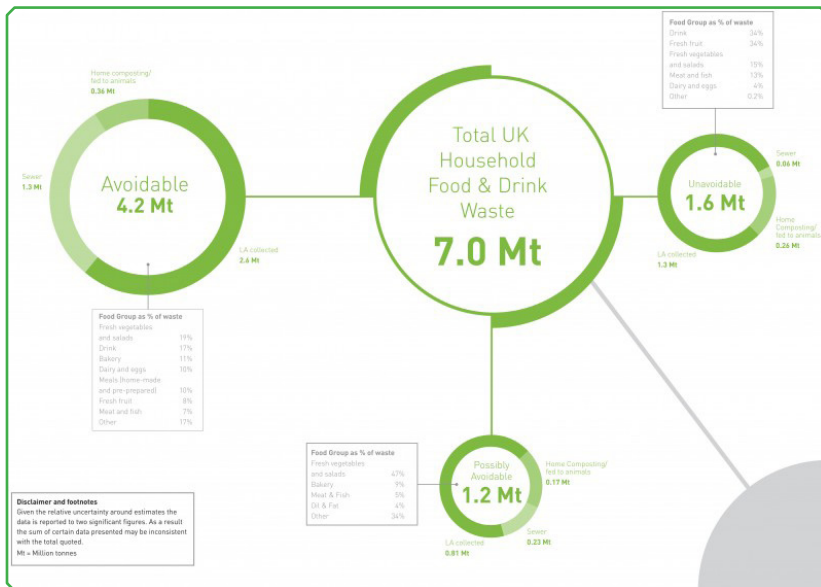 Home composting/
fed to animals
0.36 Mt
Sewer
1.3 Mt
Avoidable
4.2 Mt
LA collected
2.6 Mt
Food Group as % of waste
Fresh vegetables
and salads 19%
Drink 17%
Bakery 11%
Dairy and eggs 10%
Meals (home-made
and pre-prepared) 10%
Fresh fruit 8%
Meat and fish 7%
Other 17%
Total UK
Household
Food & Drink
Waste
7.0 Mt
Food Group as % of waste
Drink 34%
Fresh fruit 34%
Fresh vegetables
and salads 15%
Meat and fish 13%
Dairy and eggs 4%
Other 0.2%
Unavoidable
1.6 Mt
Sewer
0.06 Mt
Home
Composting/
fed to animals
0.26 Mt
LA collected
1.3 Mt
Food Group as % of waste
Fresh vegetables
and salads 47%
Bakery 9%
Meat & Fish 5%
Oil & Fat 4%
Other 34%
Possibly
Avoidable
1.2 Mt
Home Composting/
fed to animals
0.17 Mt
Sewer
0.23 Mt
LA collected
0.81 Mt
Disclaimer and footnotes
Given the relative uncertainty around estimates the
data is reported to two significant figures. As a result
the sum of certain data presented may be inconsistent
with the total quoted.
Mt = Million tonnes